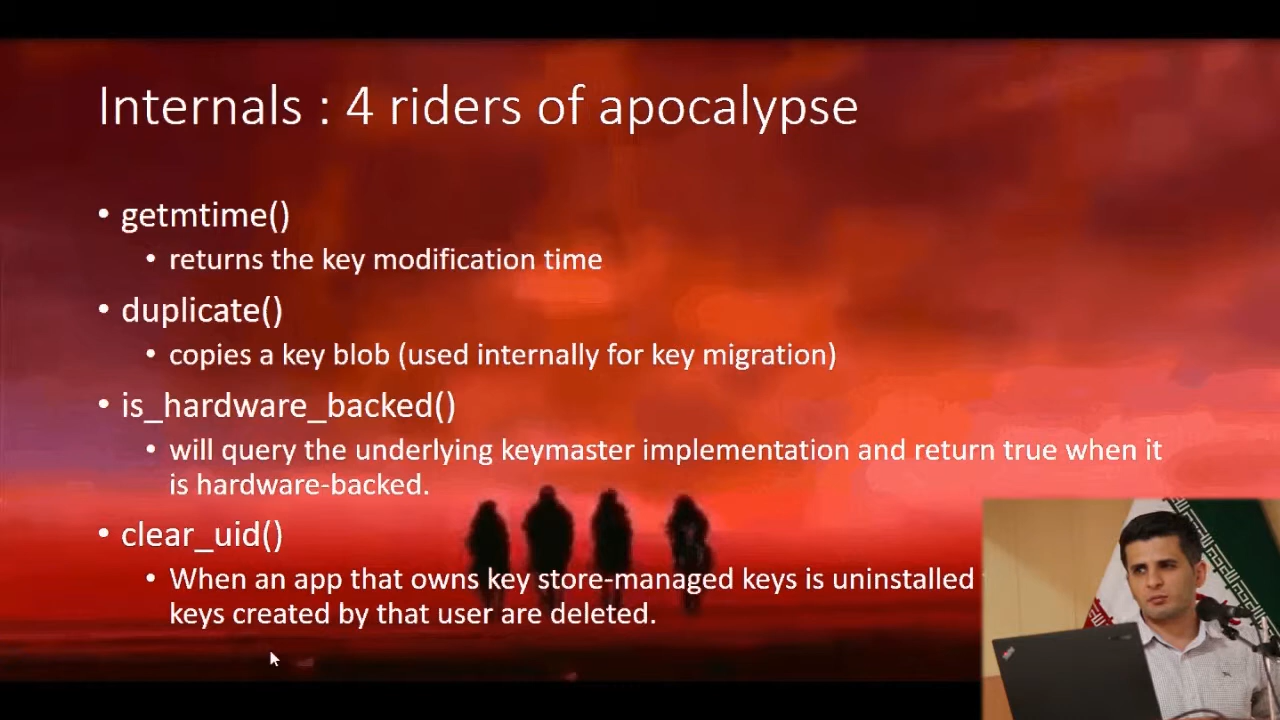 Internals : 4 riders of apocalypse
• getmtime()
• returns the key modification time
• duplicate()
• copies a key blob (used internally for key migration)
• is_hardware_backed()
• will query the underlying keymaster implementation and return true when it
is hardware-backed.
• clear_uid()
• When an app that owns key store-managed keys is uninstalled
keys created by that user are deleted.